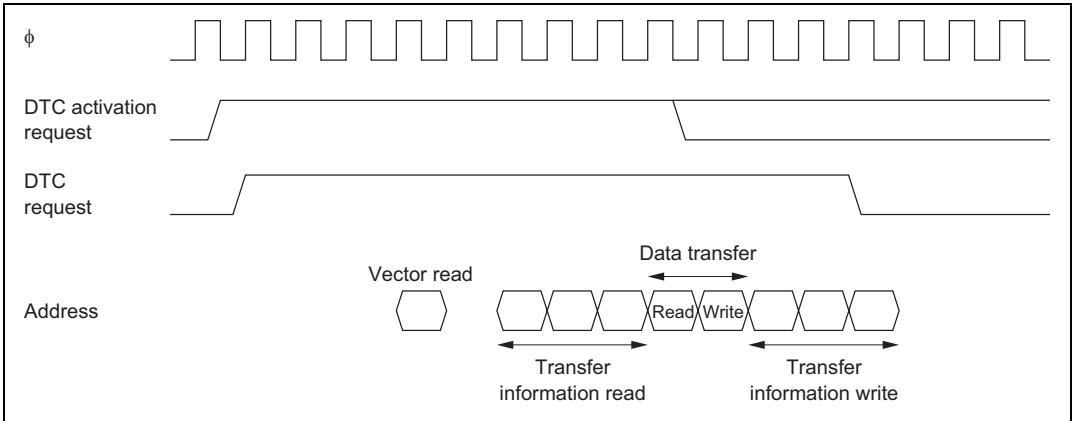 ϕ
DTC activation
request
DTC
request
Data transfer
Vector read
Address
Read Write
Transfer
information read
Transfer
information write